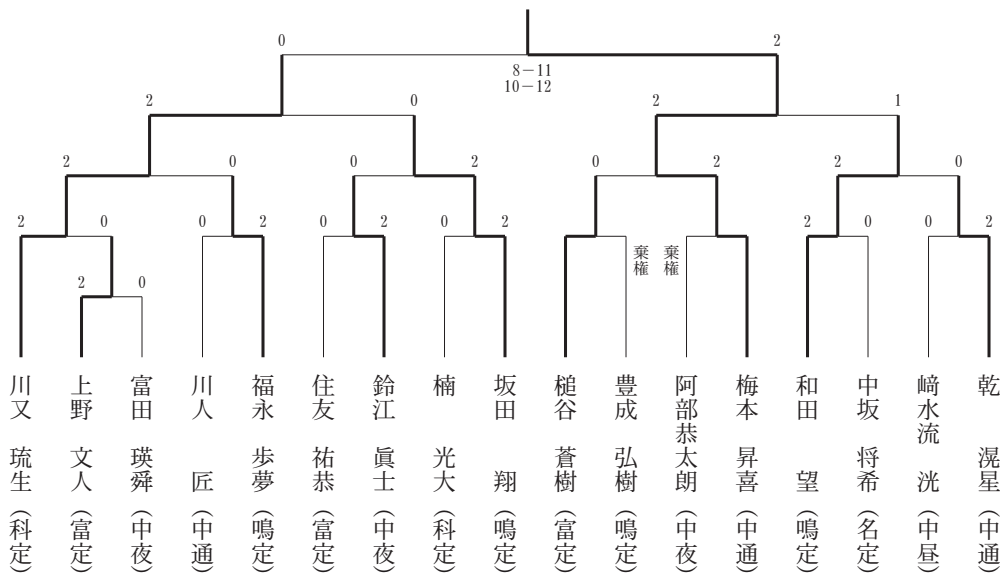 0 2
8－11
10－12
2 0 2 1
2 0 0 2 0 2 2 0
2 0 0 2 0 2 0 2 棄権 棄権 2 0 0 2
2 0
川又 琉生（科定）
上野 文人（富定）
富田 瑛舜（中夜）
川人 匠（中通）
福永 歩夢（鳴定）
住友 祐恭（富定）
鈴江 眞士（中夜）
楠 光大（科定）
坂田 翔（鳴定）
槌谷 蒼樹（富定）
豊成 弘樹（鳴定）
阿部恭太朗（中夜）
梅本 昇喜（中通）
和田 望（鳴定）
中坂 将希（名定）
﨑水流 洸（中昼）
乾 滉星（中通）